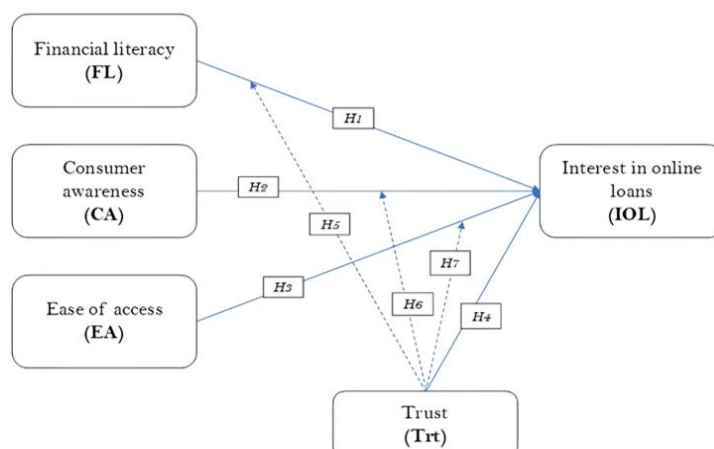 Financial literacy
(FL)
H1
Consumer
awareness
(CA)
H2
Interest in online
loans
(IOL)
H5
Ease of access
(EA)
H3
H7
H6
H4
Trust
(Trt)